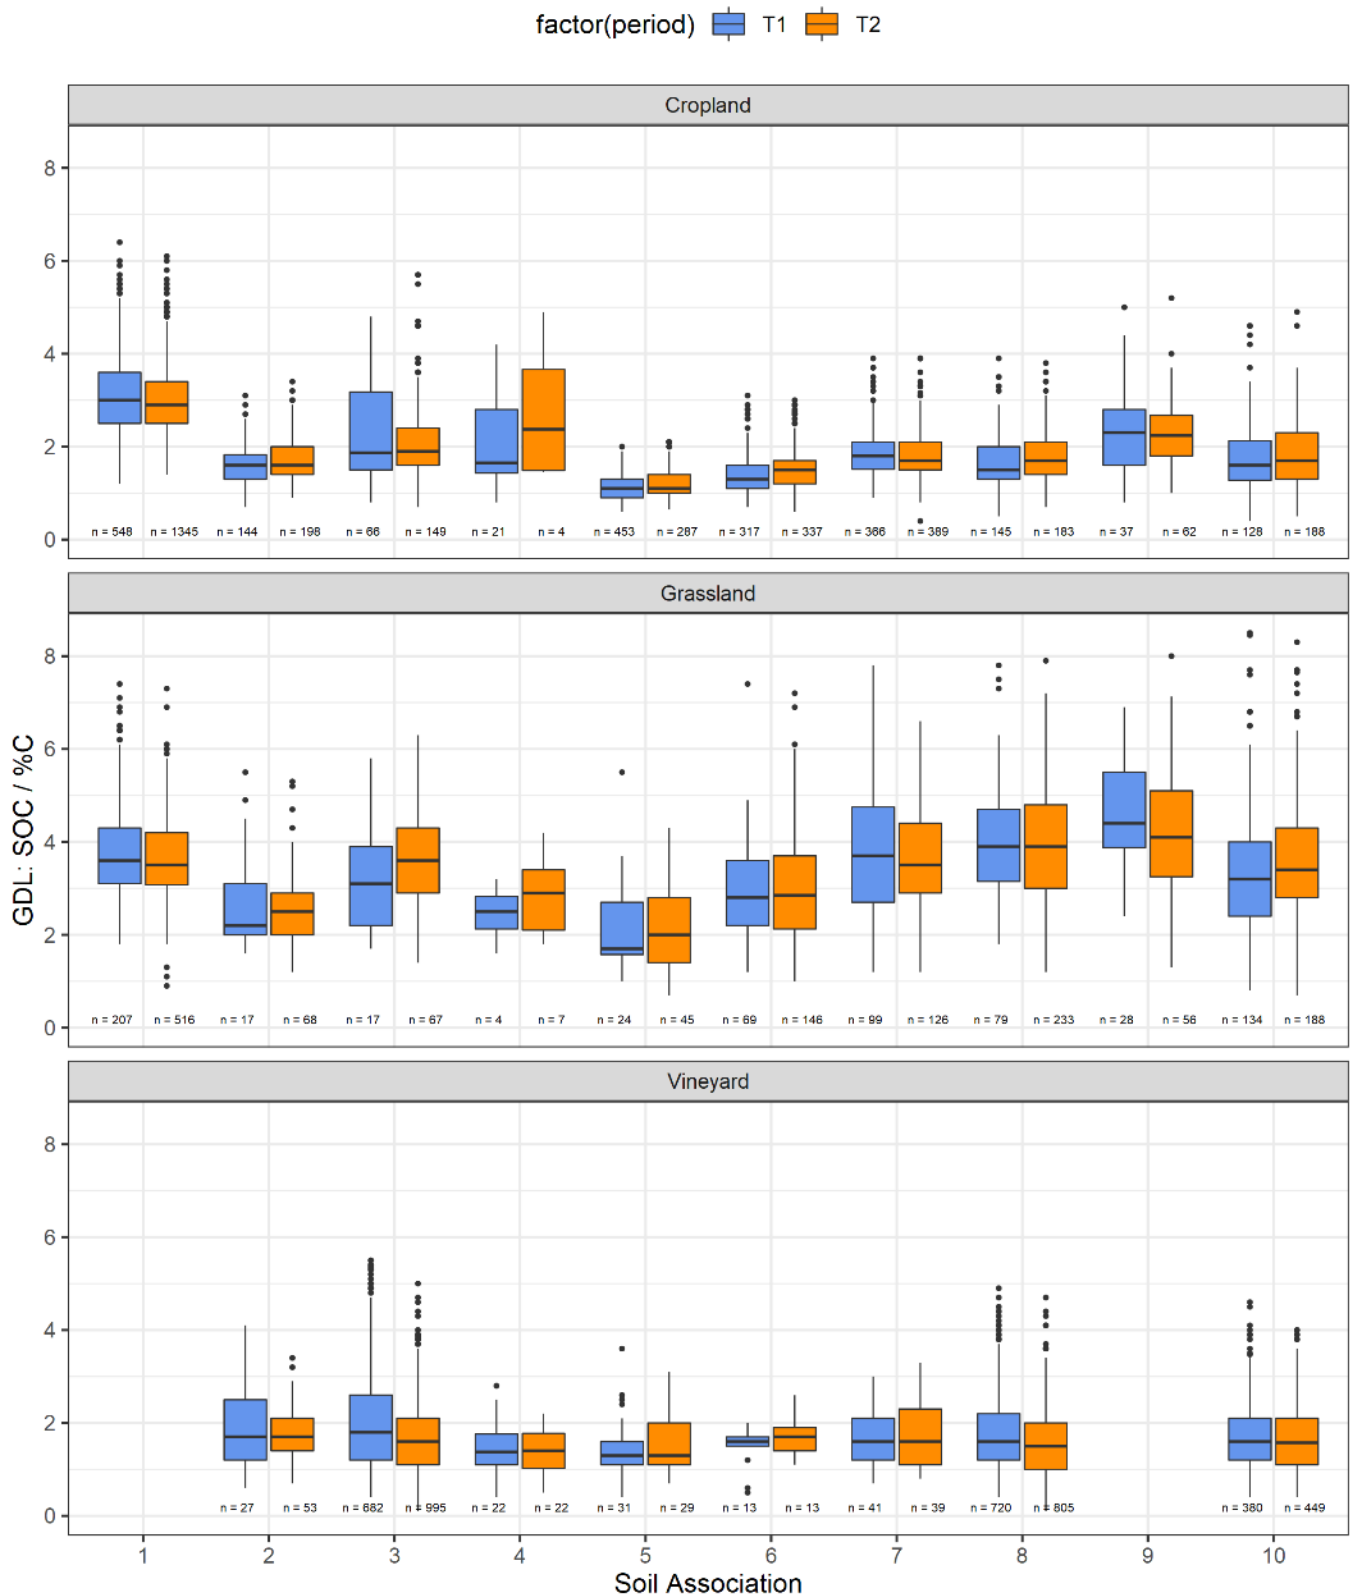 factor(period) T1 T2
Cropland
8
6
4
2
0
n = 548 n = 1345 n = 144 n = 198 n = 66 n = 149 n = 21 n = 4 n = 453 n = 287 n = 317 n = 337 n = 366 n = 389 n = 145 n = 183 n = 37 n = 62 n = 128 n = 188
Grassland
8
6
4
2
0
n = 207 n = 516 n = 17 n = 68 n = 17 n = 67 n = 4 n = 7 n = 24 n = 45 n = 69 n = 146 n = 99 n = 126 n = 79 n = 233 n = 28 n = 56 n = 134 n = 188
GDL: SOC / %C
Vineyard
8
6
4
2
0
n = 27 n = 53 n = 682 n = 995 n = 22 n = 22 n = 31 n = 29 n = 13 n = 13 n = 41 n = 39 n = 720 n = 805 n = 380 n = 449
1 2 3 4 5 6 7 8 9 10
Soil Association